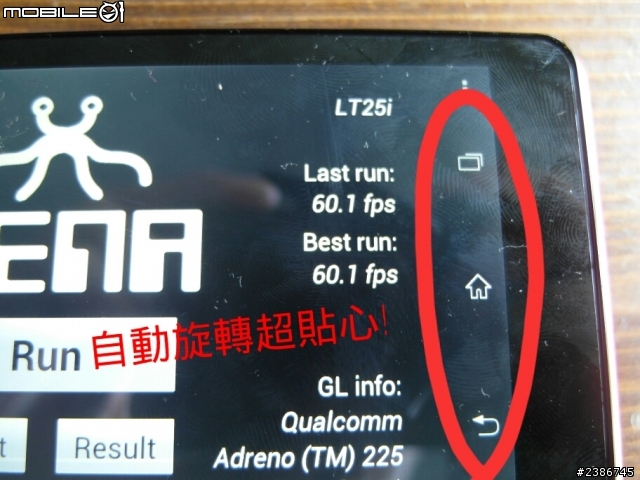 MOBILE01
LT25i
Last run:
60.1 fps
ENA
Best run:
60.1 fps
Run
自動旋轉超貼心!
GL info:
Qualcomm
Adreno (TM) 225
t
Result
#2386745